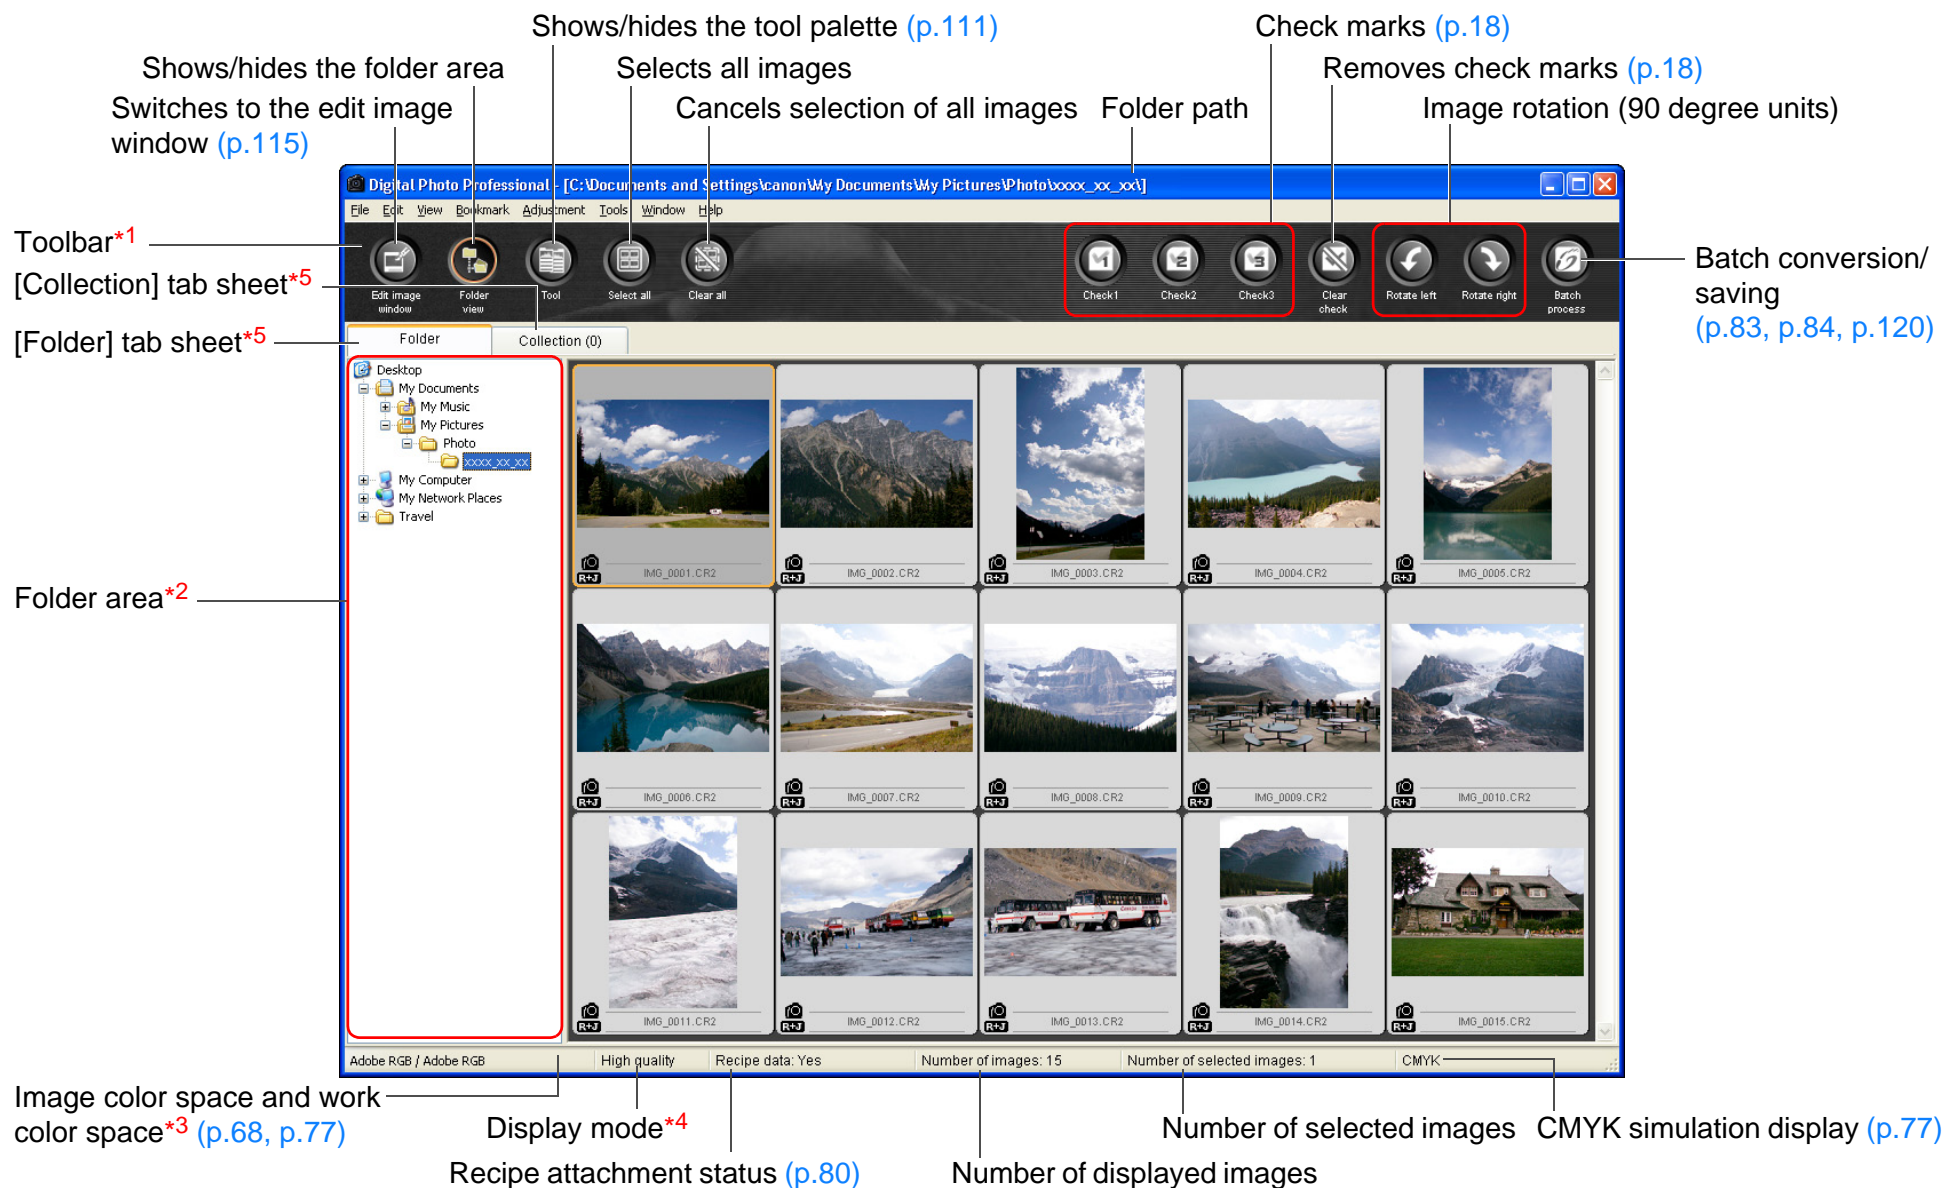 Shows/hides the tool palette (p.111)
Check marks (p.18)
Shows/hides the folder area
Selects all images
Removes check marks (p.18)
Switches to the edit image
window (p.115)
Cancels selection of all images
Folder path
Image rotation (90 degree units)
Digital Photo Professional - [C:\Documents and Settings\canon\My Documents\My Pictures\Photo\xxxx_xx_xx\]
File Edit View Bookmark Adjustment Tools Window Help
Toolbar*1
[Collection] tab sheet*5
[Folder] tab sheet*5
Edit image
window
Folder
view
Tool
Select all
Clear all
1
Check1
2
Check2
3
Check3
Clear
check
Rotate left
Rotate right
Batch
process
Batch conversion/
saving
(p.83, p.84, p.120)
Folder
Collection (0)
Desktop
My Documents
My Music
My Pictures
Photo
xxxx_xx_xx
My Computer
My Network Places
Travel
Folder area*2
R+J IMG_0001.CR2
R+J IMG_0002.CR2
R+J IMG_0003.CR2
R+J IMG_0004.CR2
R+J IMG_0005.CR2
R+J IMG_0006.CR2
R+J IMG_0007.CR2
R+J IMG_0008.CR2
R+J IMG_0009.CR2
R+J IMG_0010.CR2
R+J IMG_0011.CR2
R+J IMG_0012.CR2
R+J IMG_0013.CR2
R+J IMG_0014.CR2
R+J IMG_0015.CR2
Adobe RGB / Adobe RGB
High quality
Recipe data: Yes
Number of images: 15
Number of selected images: 1
CMYK
Image color space and work
color space*3 (p.68, p.77)
Display mode*4
Recipe attachment status (p.80)
Number of displayed images
Number of selected images
CMYK simulation display (p.77)